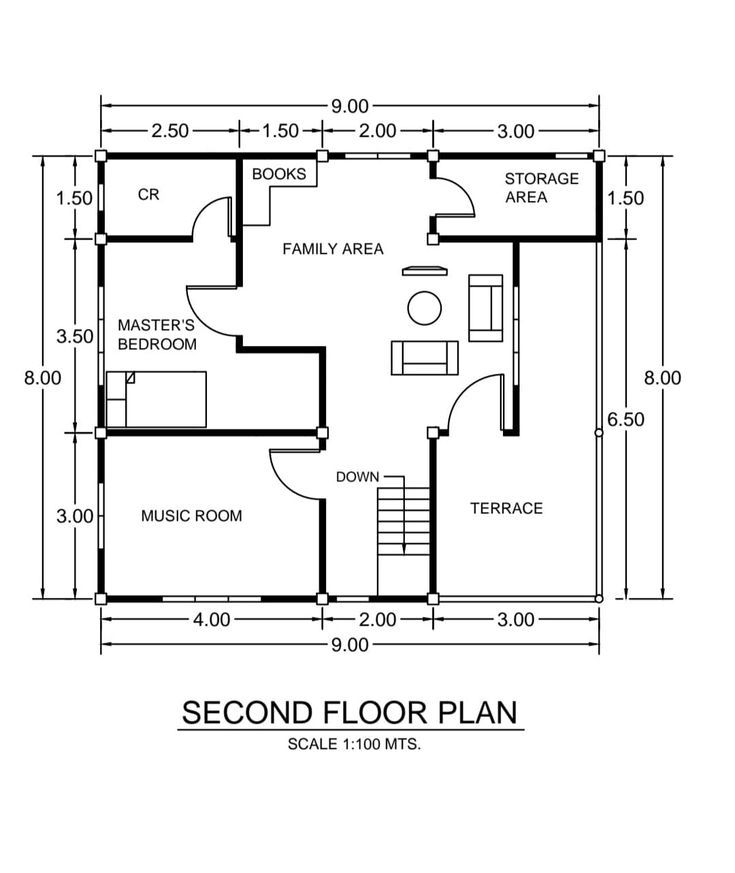 9.00
2.50
1.50
2.00
3.00
BOOKS
CR
STORAGE
AREA
1.50
1.50
FAMILY AREA
MASTER'S
BEDROOM
3.50
8.00
8.00
6.50
DOWN
3.00
MUSIC ROOM
TERRACE
4.00
2.00
3.00
9.00
SECOND FLOOR PLAN
SCALE 1:100 MTS.